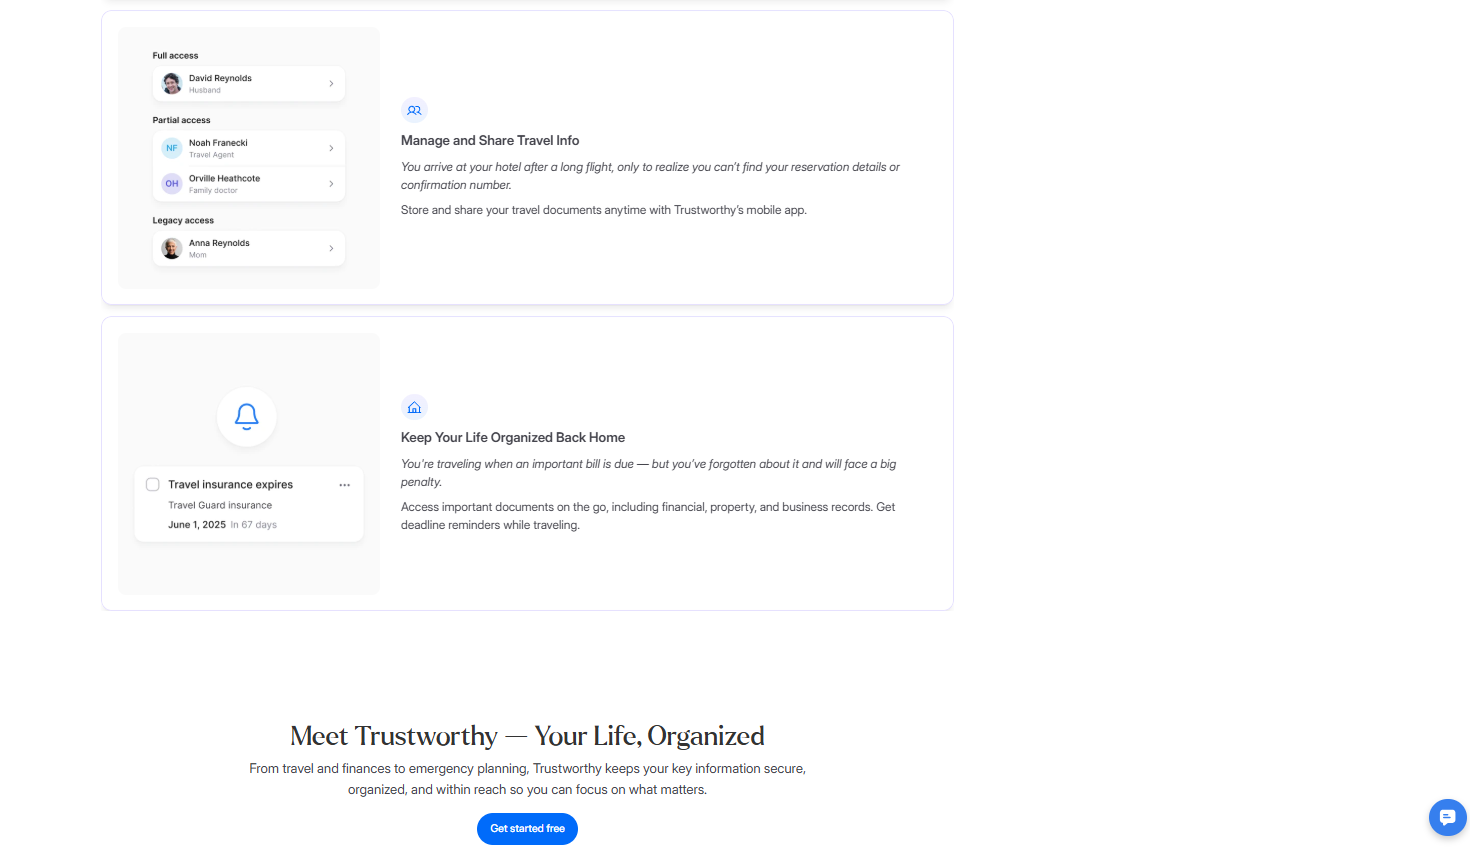 Full access
David Reynolds
Husband
Partial access
NF
Noah Franecki
Travel Agent
OH
Orville Heathcote
Family doctor
Legacy access
Anna Reynolds
Mom
Manage and Share Travel Info
You arrive at your hotel after a long flight, only to realize you can’t find your reservation details or
confirmation number.
Store and share your travel documents anytime with Trustworthy’s mobile app.
Travel insurance expires
Travel Guard insurance
June 1, 2025 In 67 days
Keep Your Life Organized Back Home
You’re traveling when an important bill is due — but you’ve forgotten about it and will face a big
penalty.
Access important documents on the go, including financial, property, and business records. Get
deadline reminders while traveling.
Meet Trustworthy — Your Life, Organized
From travel and finances to emergency planning, Trustworthy keeps your key information secure,
organized, and within reach so you can focus on what matters.
Get started free